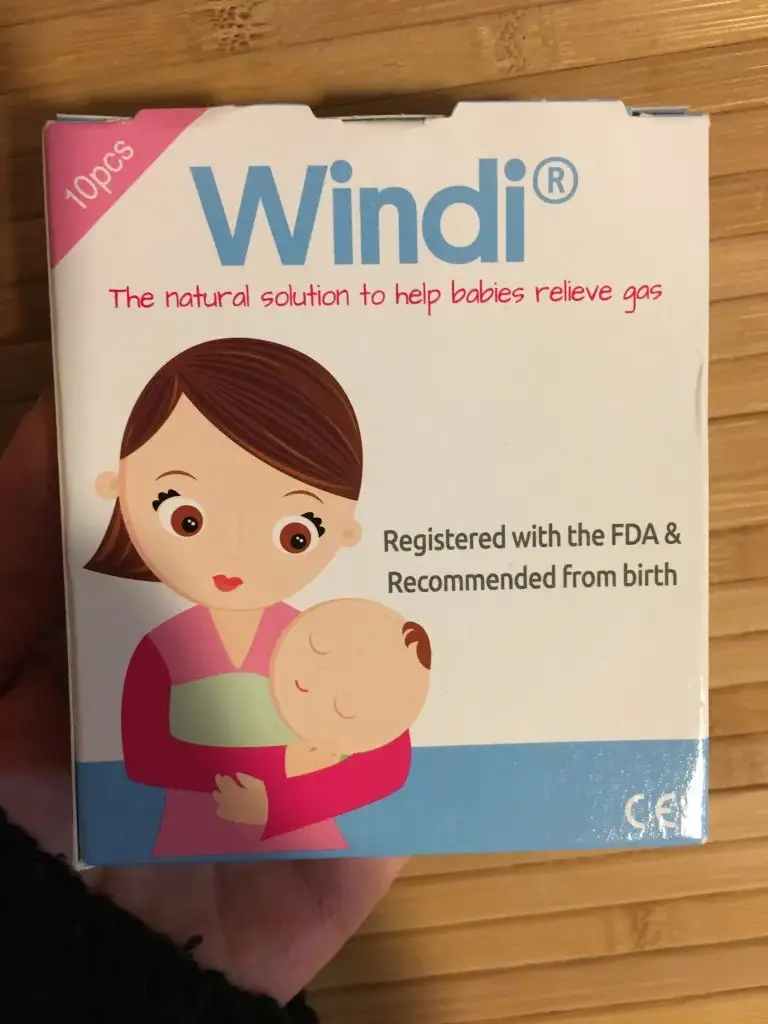 10pcs
Windi®
The natural solution to help babies relieve gas
Registered with the FDA &
Recommended from birth
CE